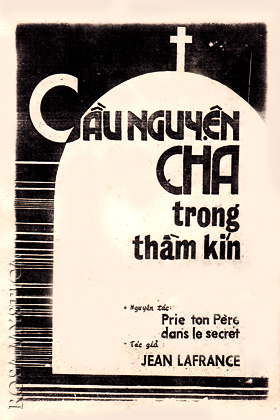 CẦU NGUYỆN
CHA
trong
thầm kín
* Nguyên tác:
Prie ton Père
dans le secret
- Tác giả
JEAN LAFRANCE